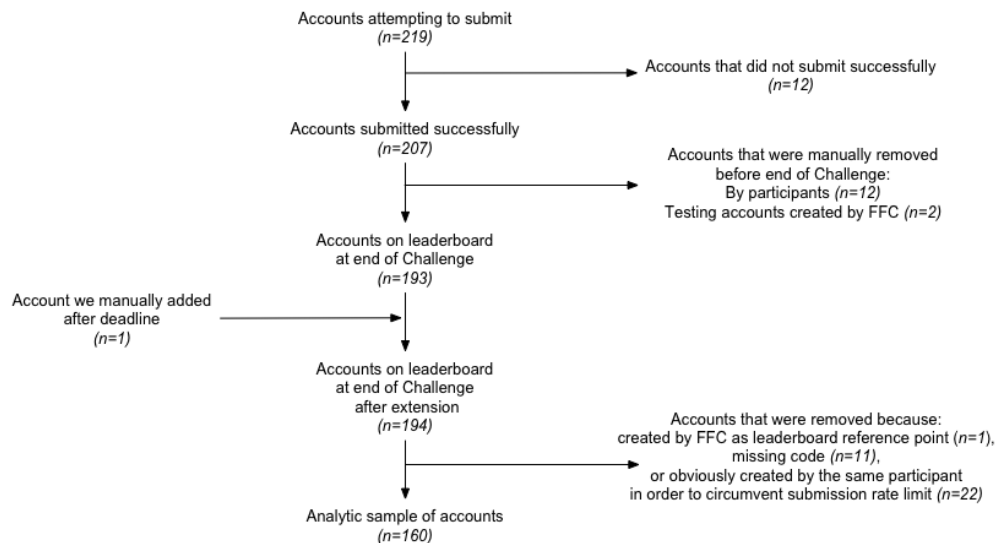 Accounts attempting to submit
(n=219)
Accounts that did not submit successfully
(n=12)
Accounts submitted successfully
(n=207)
Accounts that were manually removed
before end of Challenge:
By participants (n=12)
Testing accounts created by FFC (n=2)
Accounts on leaderboard
at end of Challenge
(n=193)
Account we manually added
after deadline
(n=1)
Accounts on leaderboard
at end of Challenge
after extension
(n=194)
Accounts that were removed because:
created by FFC as leaderboard reference point (n=1),
missing code (n=11),
or obviously created by the same participant
in order to circumvent submission rate limit (n=22)
Analytic sample of accounts
(n=160)